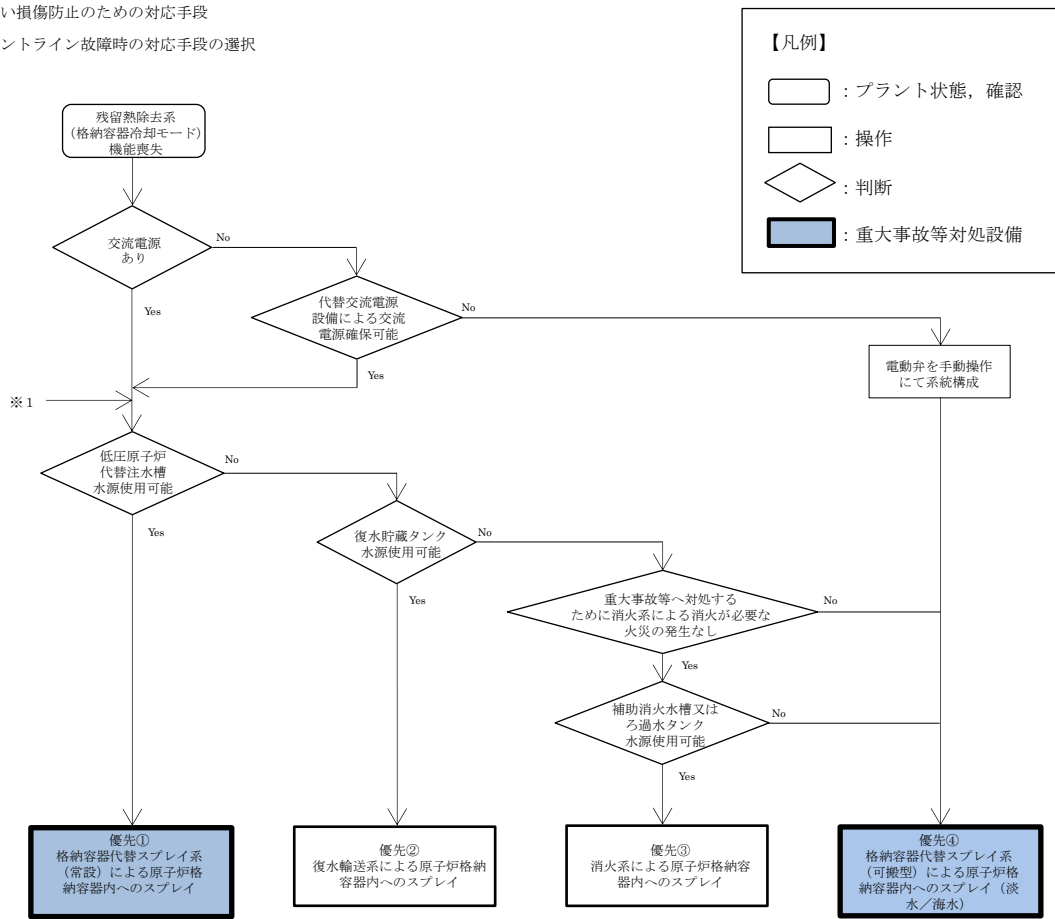 い損傷防止のための対応手段
ントライン故障時の対応手段の選択
【凡例】
：プラント状態，確認
：操作
：判断
：重大事故等対処設備
残留熱除去系
(格納容器冷却モード)
機能喪失
交流電源
あり
No
Yes
代替交流電源
設備による交流
電源確保可能
No
Yes
電動弁を手動操作
にて系統構成
※1
低圧原子炉
代替注水槽
水源使用可能
No
Yes
復水貯蔵タンク
水源使用可能
No
Yes
重大事故等へ対処する
ために消火系による消火が必要な
火災の発生なし
No
Yes
補助消火水槽又は
ろ過水タンク
水源使用可能
No
Yes
優先①
格納容器代替スプレイ系
（常設）による原子炉格
納容器内へのスプレイ
優先②
復水輸送系による原子炉格納
容器内へのスプレイ
優先③
消火系による原子炉格納容
器内へのスプレイ
優先④
格納容器代替スプレイ系
（可搬型）による原子炉格
納容器内へのスプレイ（淡
水／海水）